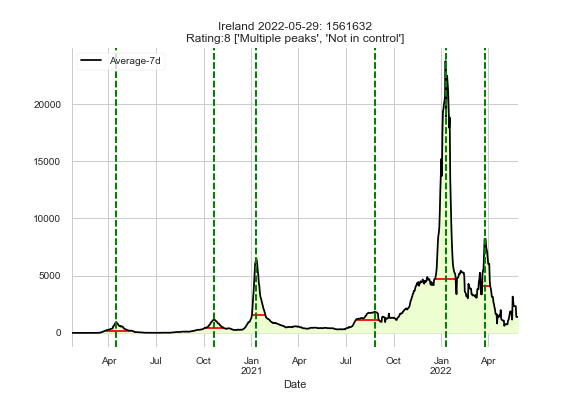 Ireland 2022-05-29: 1561632
Rating:8 ['Multiple peaks', 'Not in control']
Average-7d
20000
15000
10000
5000
0
Apr Jul Oct Jan Apr Jul Oct Jan Apr
2021 2022
Date